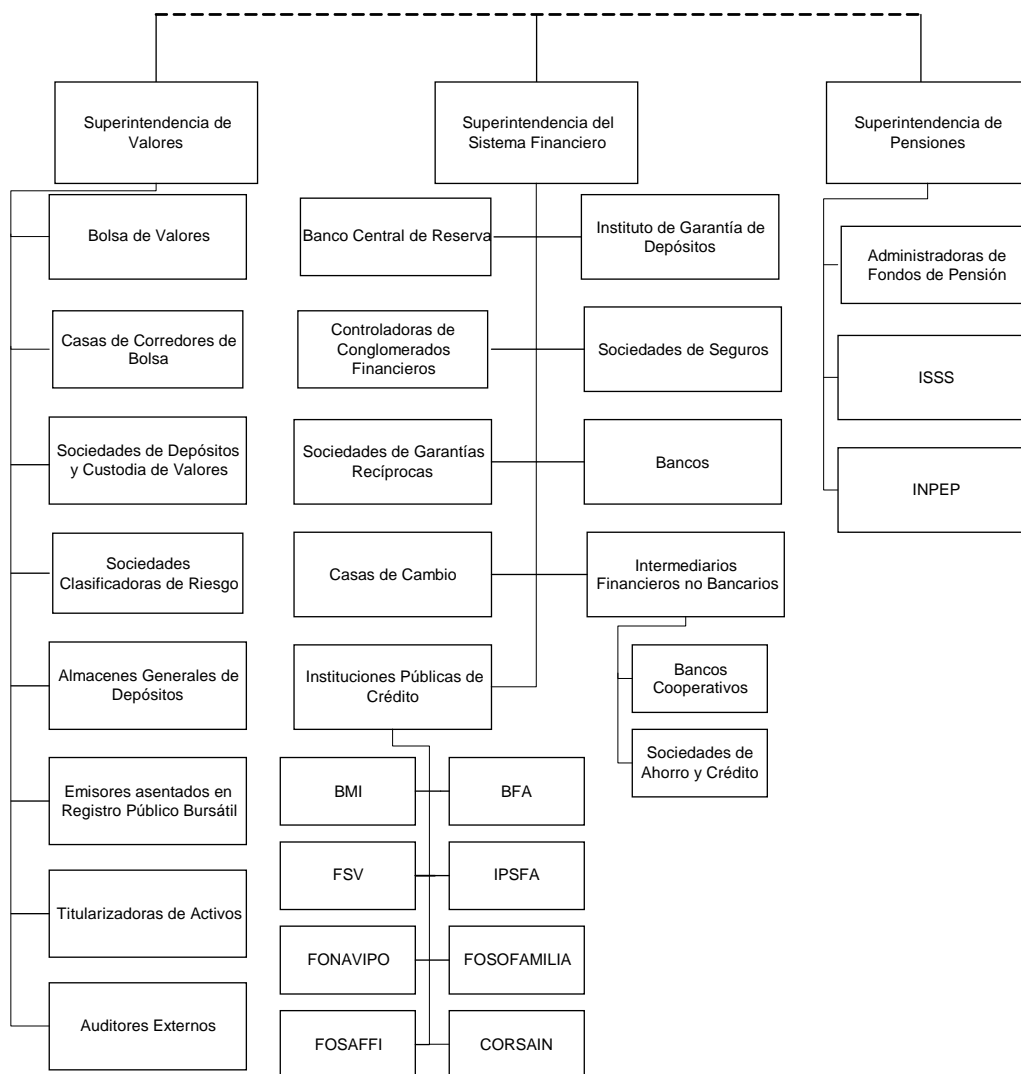 Superintendencia de
Valores
Superintendencia del
Sistema Financiero
Superintendencia de
Pensiones
Bolsa de Valores
Casas de Corredores de
Bolsa
Sociedades de Depósitos
y Custodia de Valores
Sociedades
Clasificadoras de Riesgo
Almacenes Generales de
Depósitos
Emisores asentados en
Registro Público Bursátil
Titularizadoras de Activos
Auditores Externos
Banco Central de Reserva
Instituto de Garantía de
Depósitos
Controladoras de
Conglomerados
Financieros
Sociedades de Seguros
Sociedades de Garantías
Recíprocas
Bancos
Casas de Cambio
Intermediarios
Financieros no Bancarios
Bancos
Cooperativos
Sociedades de
Ahorro y Crédito
Instituciones Públicas de
Crédito
BMI
BFA
FSV
IPSFA
FONAVIPO
FOSOFAMILIA
FOSAFFI
CORSAIN
Administradoras de
Fondos de Pensión
ISSS
INPEP